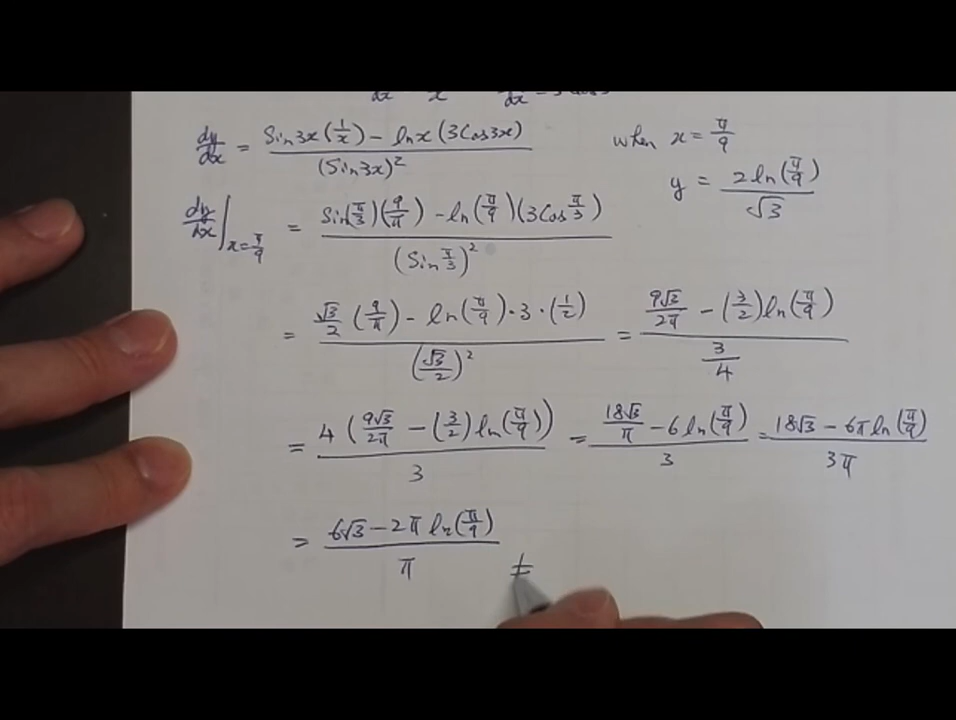 dy/dx = (Sin3x(1/x) − lnx(3Cos3x))/(Sin3x)²
when x = π/9
y = 2ln(π/9)/√3
dy/dx|x=π/9 = (Sin(π/3)(9/π) − ln(π/9)(3Cos π/3))/(Sin π/3)²
= (√3/2 (9/π) − ln(π/9)·3·(1/2))/(√3/2)² = (9√3/2π − (3/2)ln(π/9))/(3/4)
= 4(9√3/2π − (3/2)ln(π/9))/3 = (18√3/π − 6ln(π/9))/3 = (18√3 − 6πln(π/9))/3π
= (6√3 − 2π ln(π/9))/π